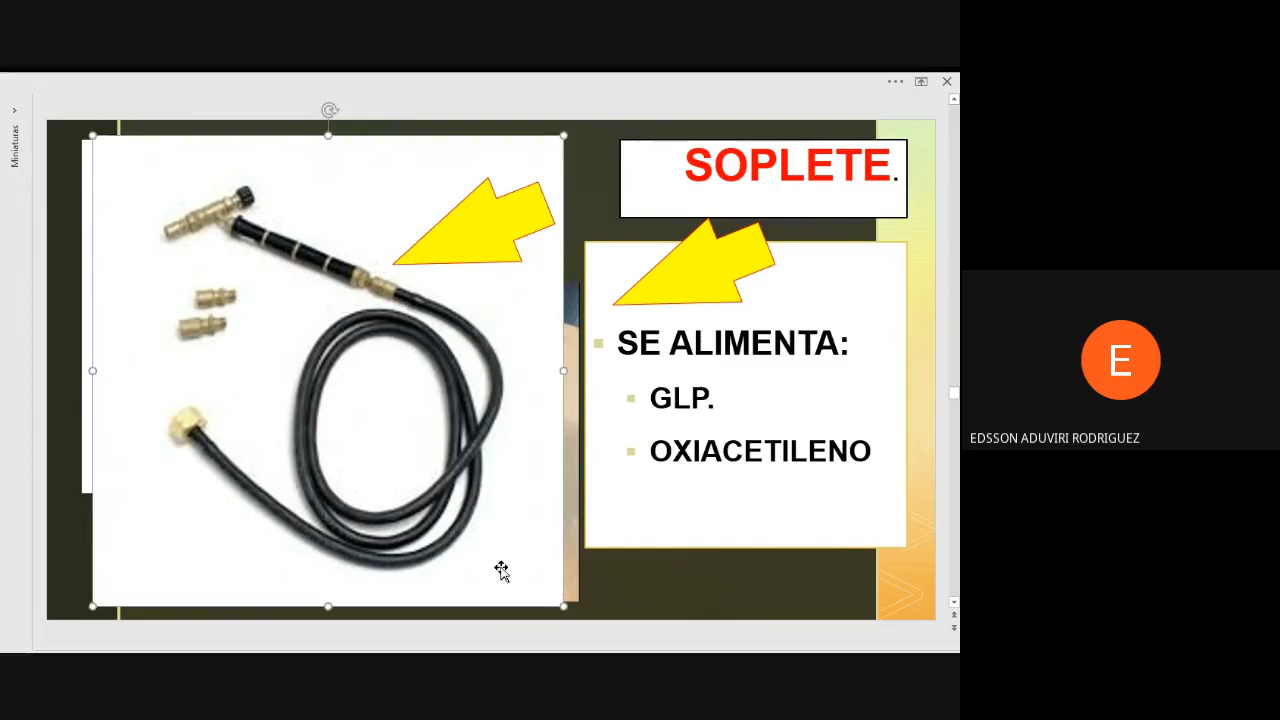 Miniaturas
SOPLETE.
SE ALIMENTA:
GLP.
OXIACETILENO
E
EDSSON ADUVIRI RODRIGUEZ